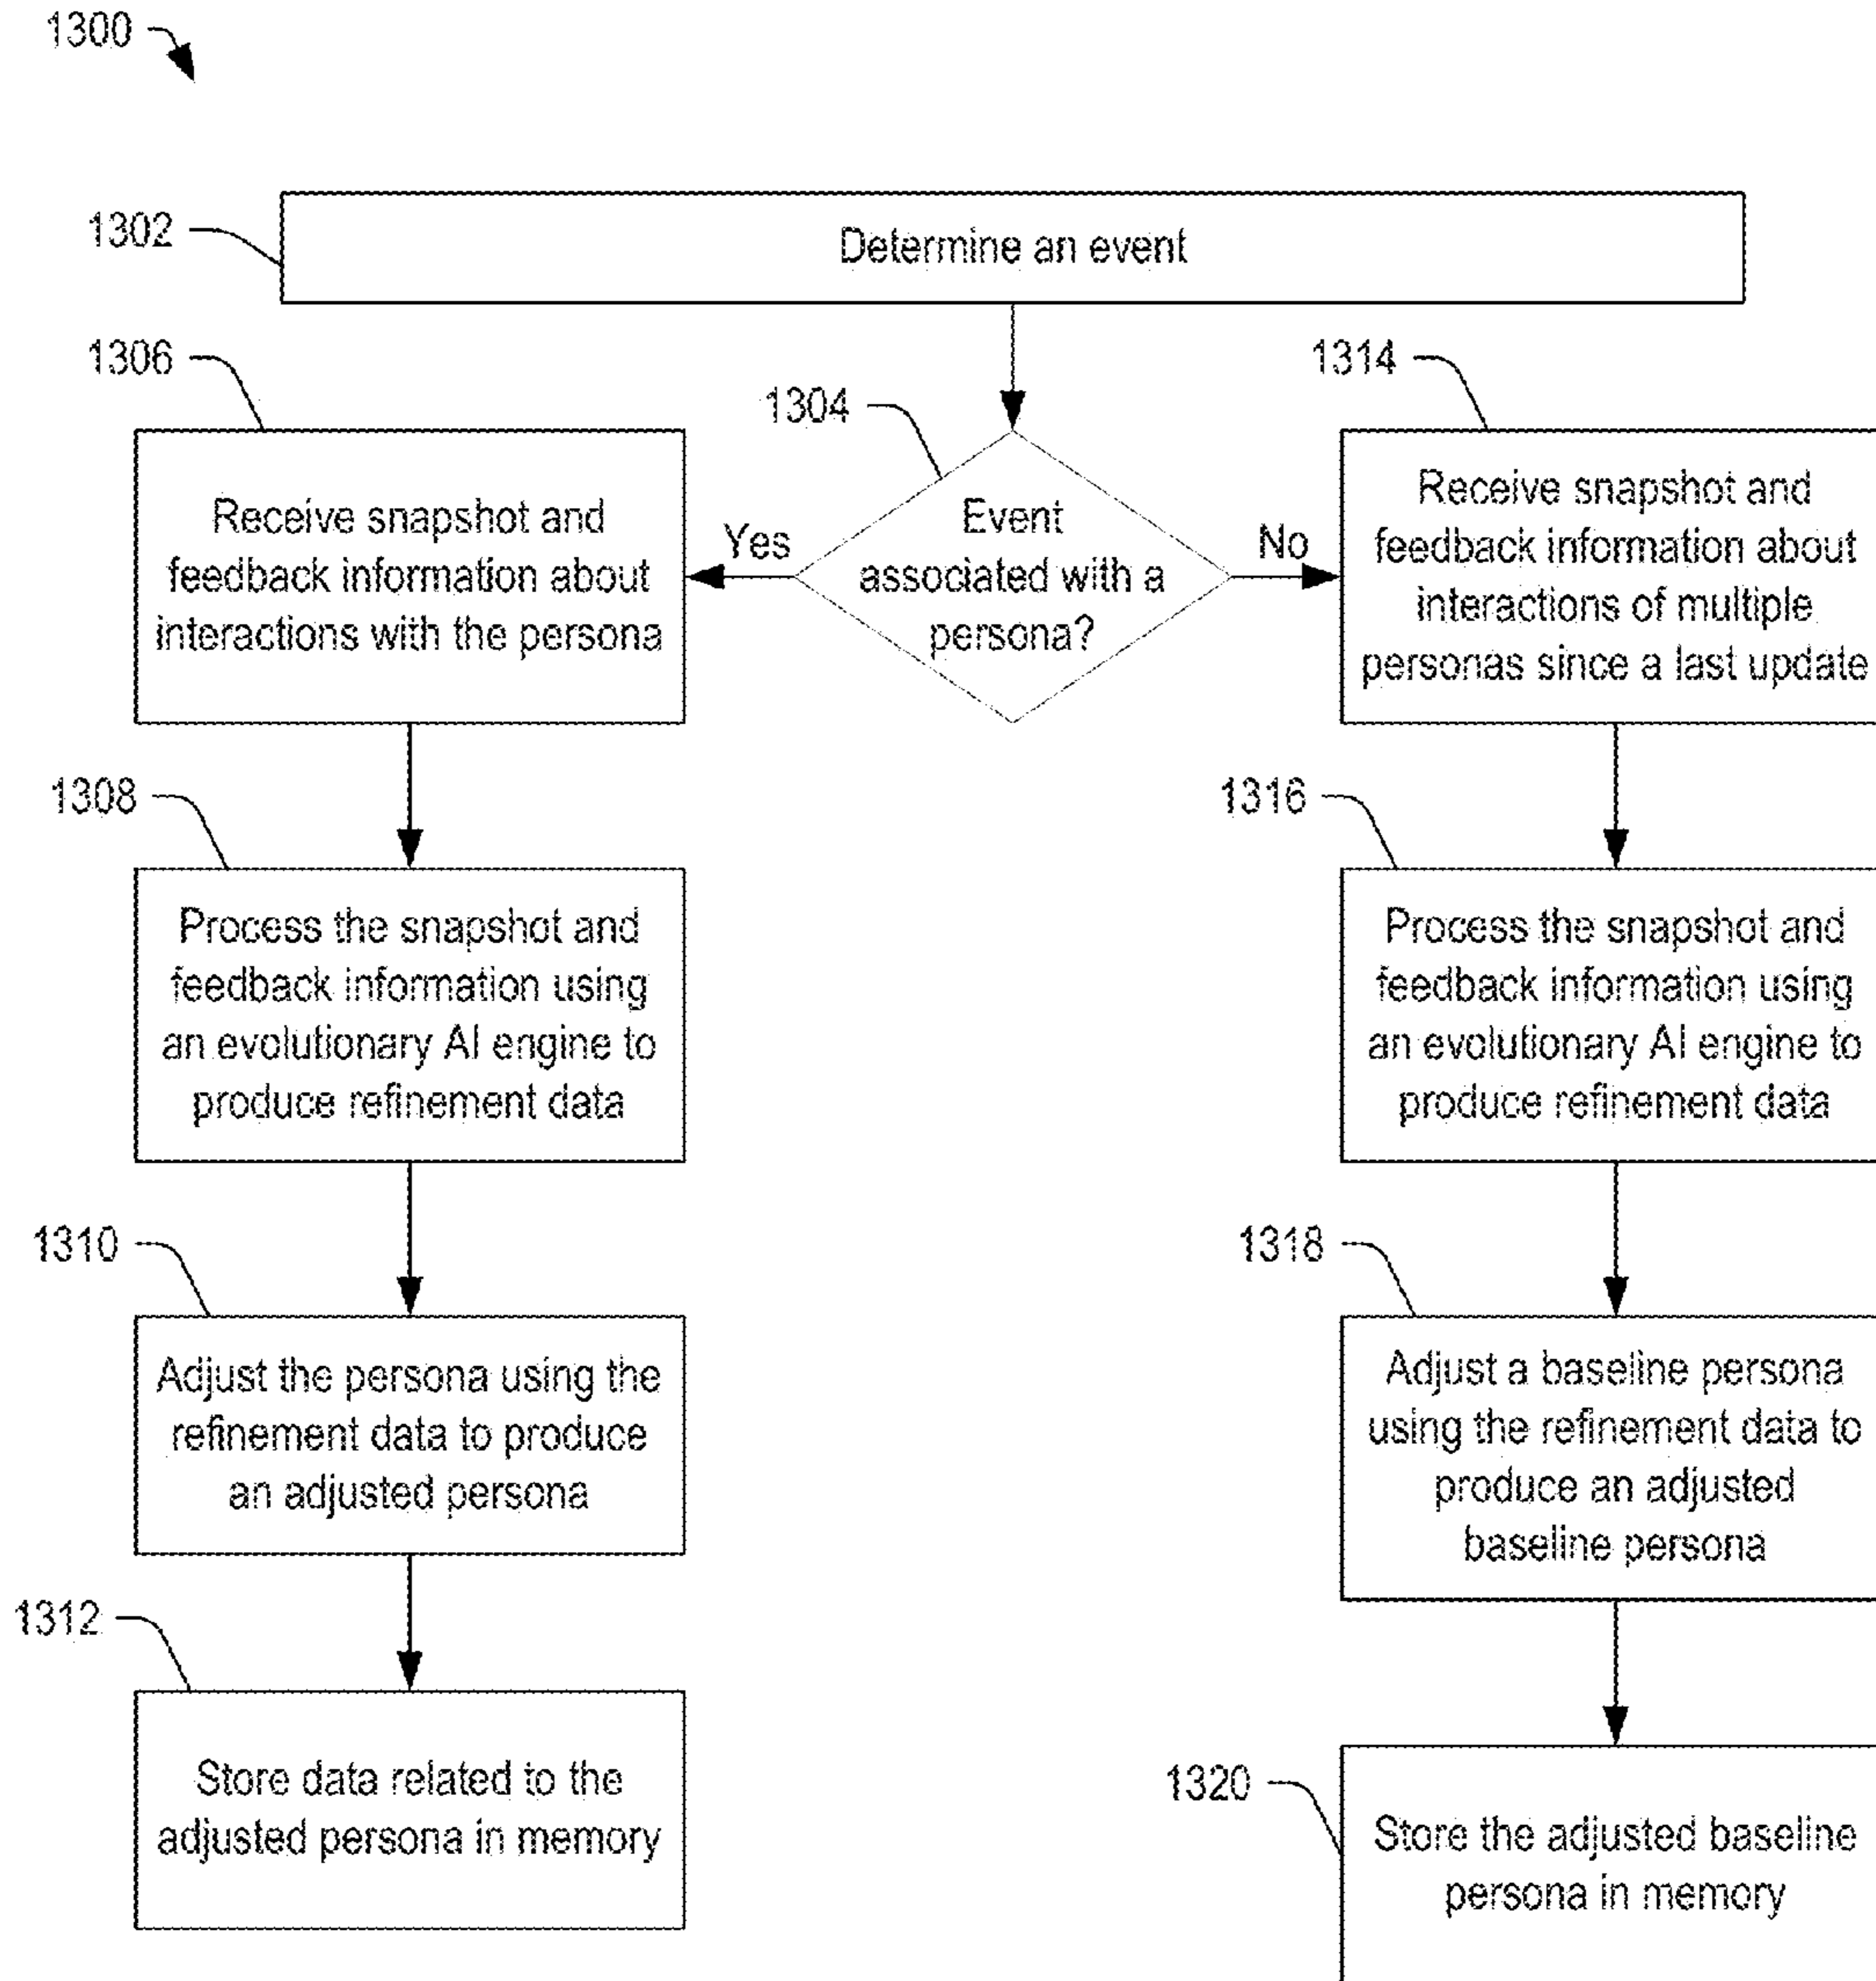 1300
1302
Determine an event
1304
Event
associated with a
persona?
Yes
No
1306
Receive snapshot and
feedback information about
interactions with the persona
1308
Process the snapshot and
feedback information using
an evolutionary AI engine to
produce refinement data
1310
Adjust the persona using the
refinement data to produce
an adjusted persona
1312
Store data related to the
adjusted persona in memory
1314
Receive snapshot and
feedback information about
interactions of multiple
personas since a last update
1316
Process the snapshot and
feedback information using
an evolutionary AI engine to
produce refinement data
1318
Adjust a baseline persona
using the refinement data to
produce an adjusted
baseline persona
1320
Store the adjusted baseline
persona in memory